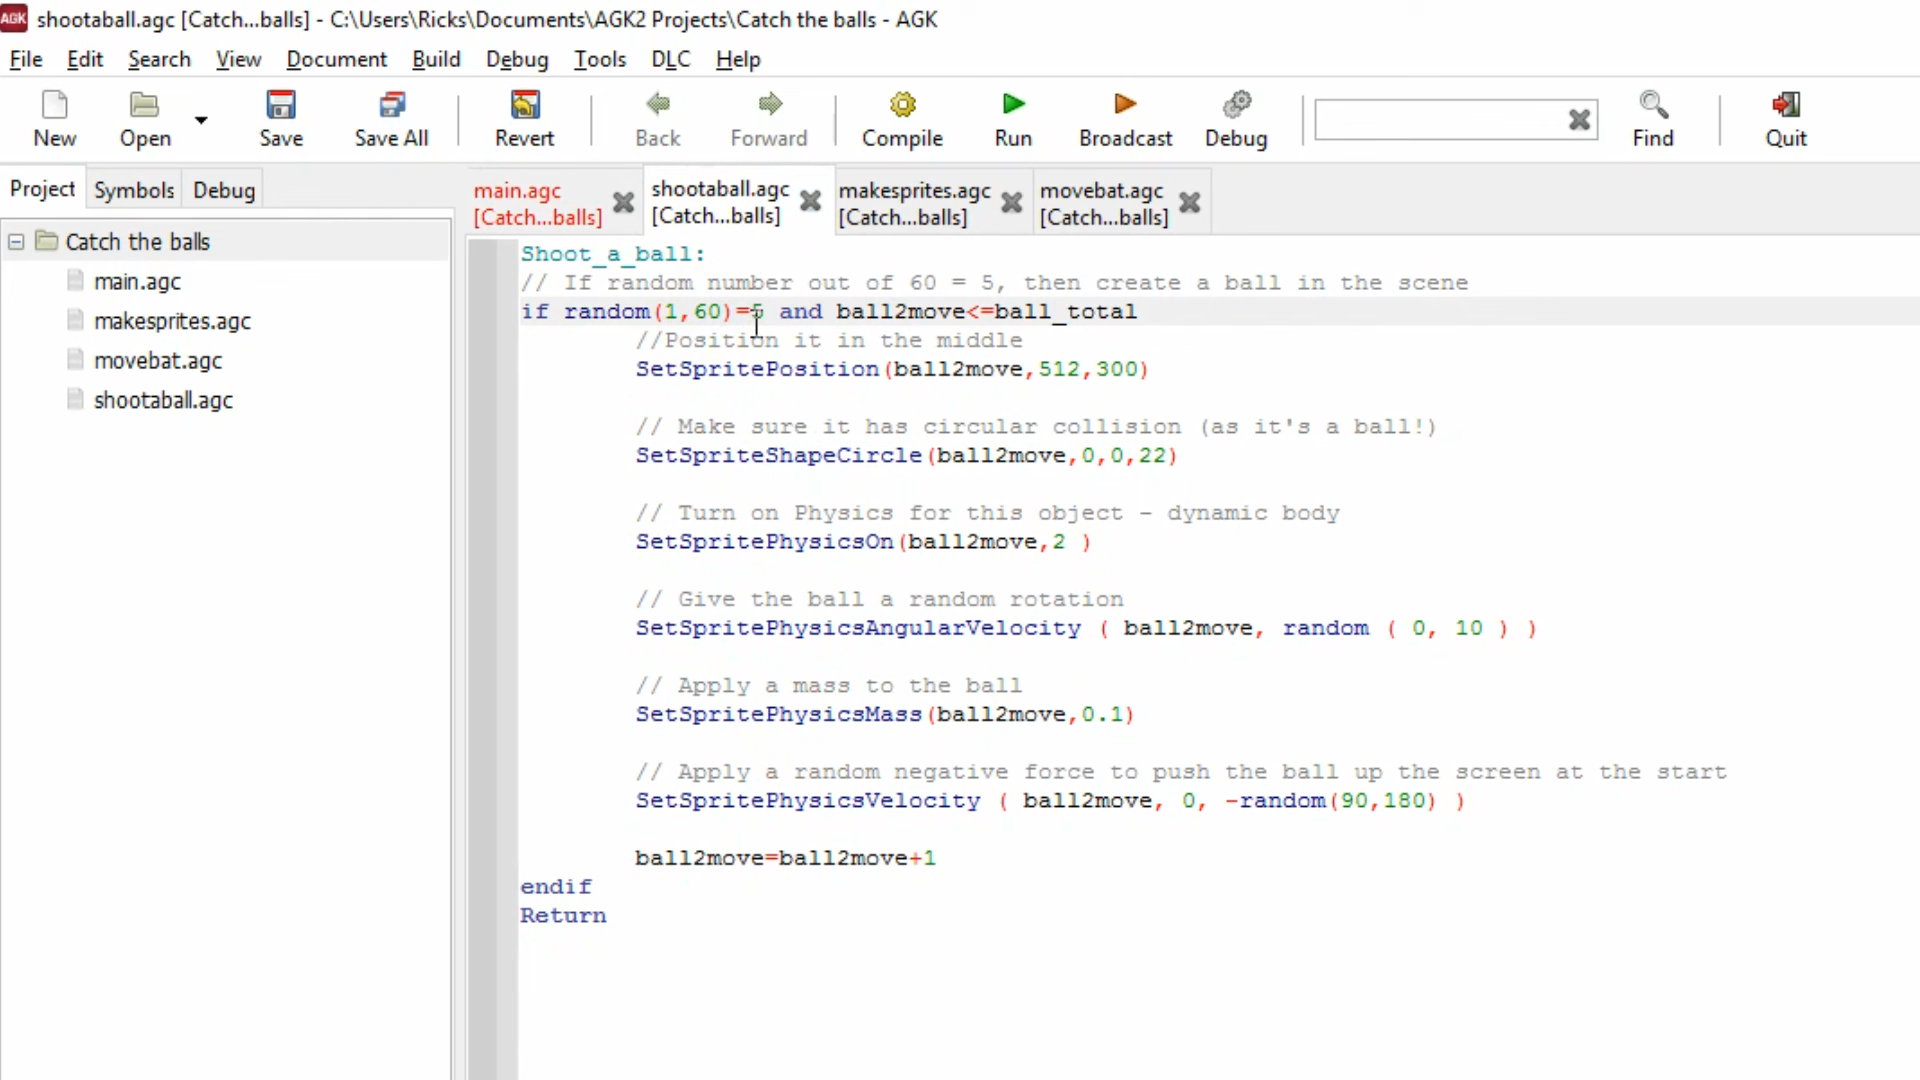 AGK shootaball.agc [Catch...balls] - C:\Users\Ricks\Documents\AGK2 Projects\Catch the balls - AGK
File Edit Search View Document Build Debug Tools DLC Help
New Open Save Save All Revert Back Forward Compile Run Broadcast Debug Find Quit
Project Symbols Debug
main.agc [Catch...balls]
shootaball.agc [Catch...balls]
makesprites.agc [Catch...balls]
movebat.agc [Catch...balls]
Catch the balls
main.agc
makesprites.agc
movebat.agc
shootaball.agc
Shoot_a_ball:
// If random number out of 60 = 5, then create a ball in the scene
if random(1,60)=5 and ball2move<=ball_total
//Position it in the middle
SetSpritePosition(ball2move,512,300)
// Make sure it has circular collision (as it's a ball!)
SetSpriteShapeCircle(ball2move,0,0,22)
// Turn on Physics for this object - dynamic body
SetSpritePhysicsOn(ball2move,2 )
// Give the ball a random rotation
SetSpritePhysicsAngularVelocity ( ball2move, random ( 0, 10 ) )
// Apply a mass to the ball
SetSpritePhysicsMass(ball2move,0.1)
// Apply a random negative force to push the ball up the screen at the start
SetSpritePhysicsVelocity ( ball2move, 0, -random(90,180) )
ball2move=ball2move+1
endif
Return